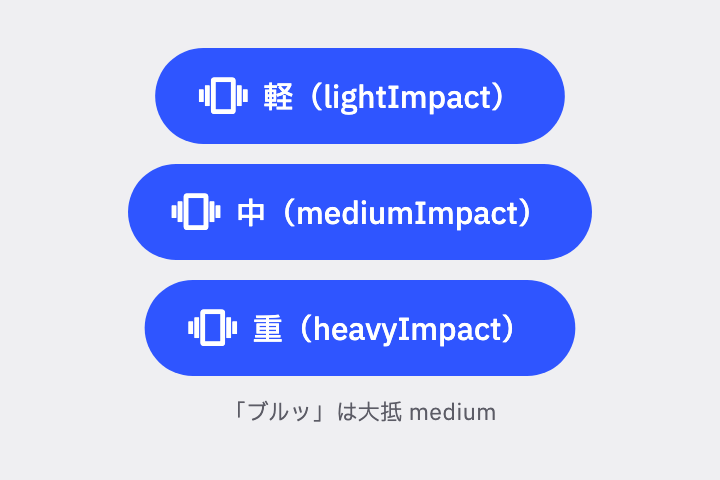 軽（lightImpact）
中（mediumImpact）
重（heavyImpact）
「ブルッ」は大抵 medium